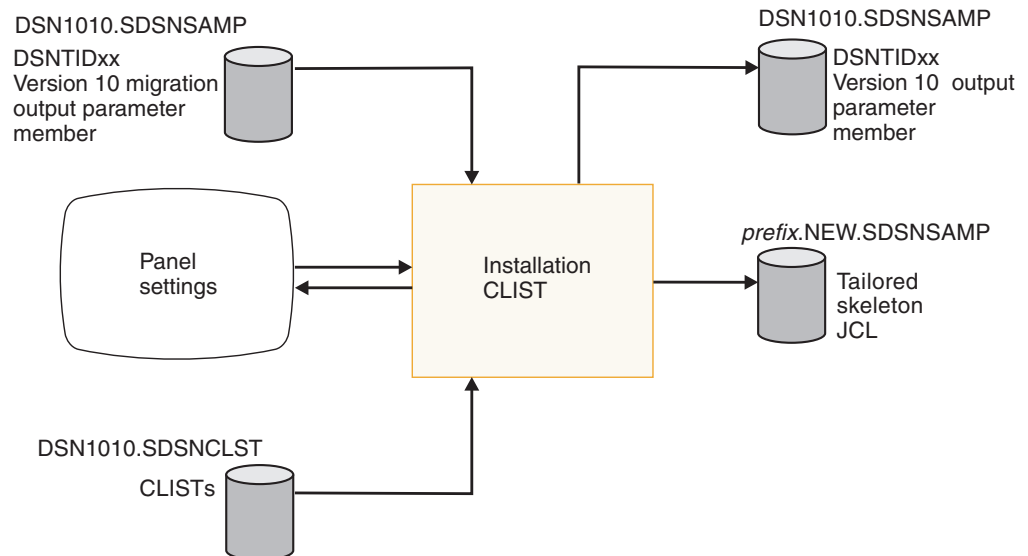 DSN1010.SDSNSAMP
DSNTIDxx
Version 10 migration
output parameter
member
DSN1010.SDSNSAMP
DSNTIDxx
Version 10 output
parameter
member
Panel
settings
Installation
CLIST
prefix.NEW.SDSNSAMP
Tailored
skeleton
JCL
DSN1010.SDSNCLST
CLISTs